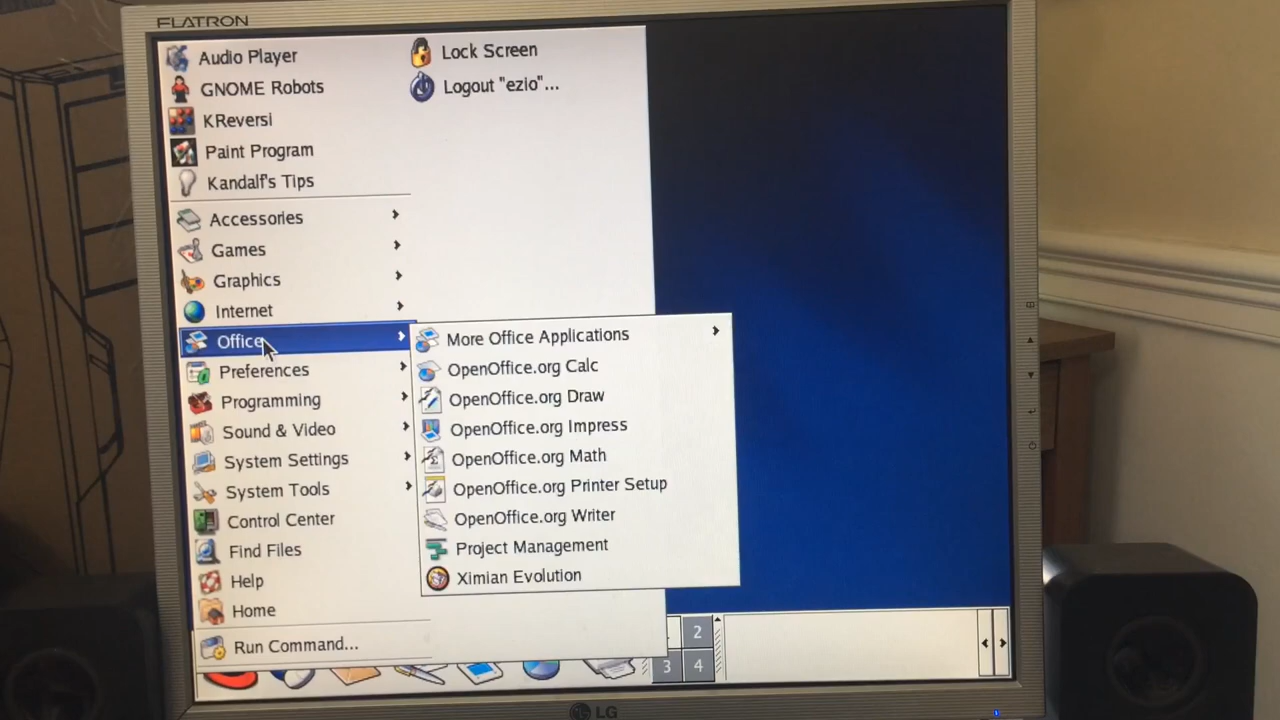 FLATRON
Audio Player
GNOME Robots
KReversi
Paint Program
Kandalf's Tips
Accessories
Games
Graphics
Internet
Office
Preferences
Programming
Sound & Video
System Settings
System Tools
Control Center
Find Files
Help
Home
Run Command...
Lock Screen
Logout "ezio"...
More Office Applications
OpenOffice.org Calc
OpenOffice.org Draw
OpenOffice.org Impress
OpenOffice.org Math
OpenOffice.org Printer Setup
OpenOffice.org Writer
Project Management
Ximian Evolution
2
3 4
LG